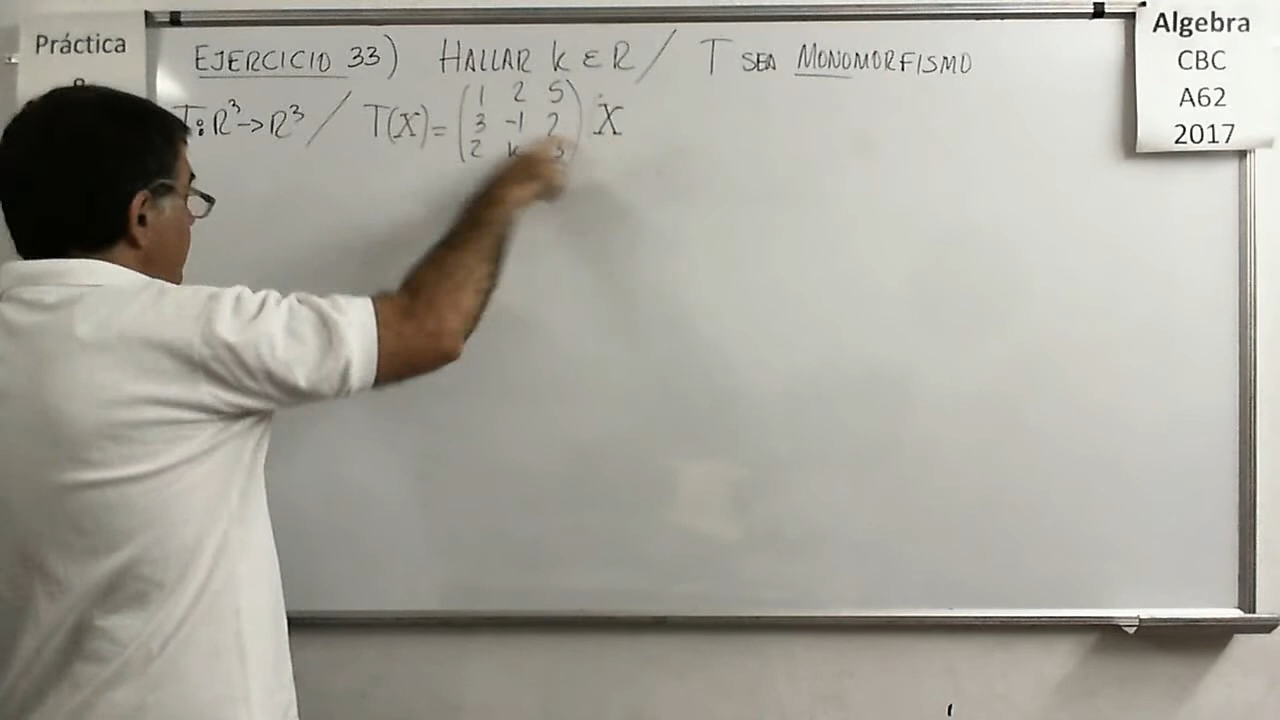 Práctica
EJERCICIO 33) HALLAR k ε R / T SEA MONOMORFISMO
T: R³ → R³ / T(X) = ( 1 2 5
3 -1 2
2 k ) · X
Algebra
CBC
A62
2017